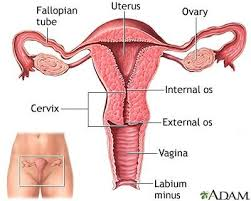 Fallopian
tube
Uterus
Ovary
Internal os
Cervix
External os
Vagina
Labium
minus
ADAM